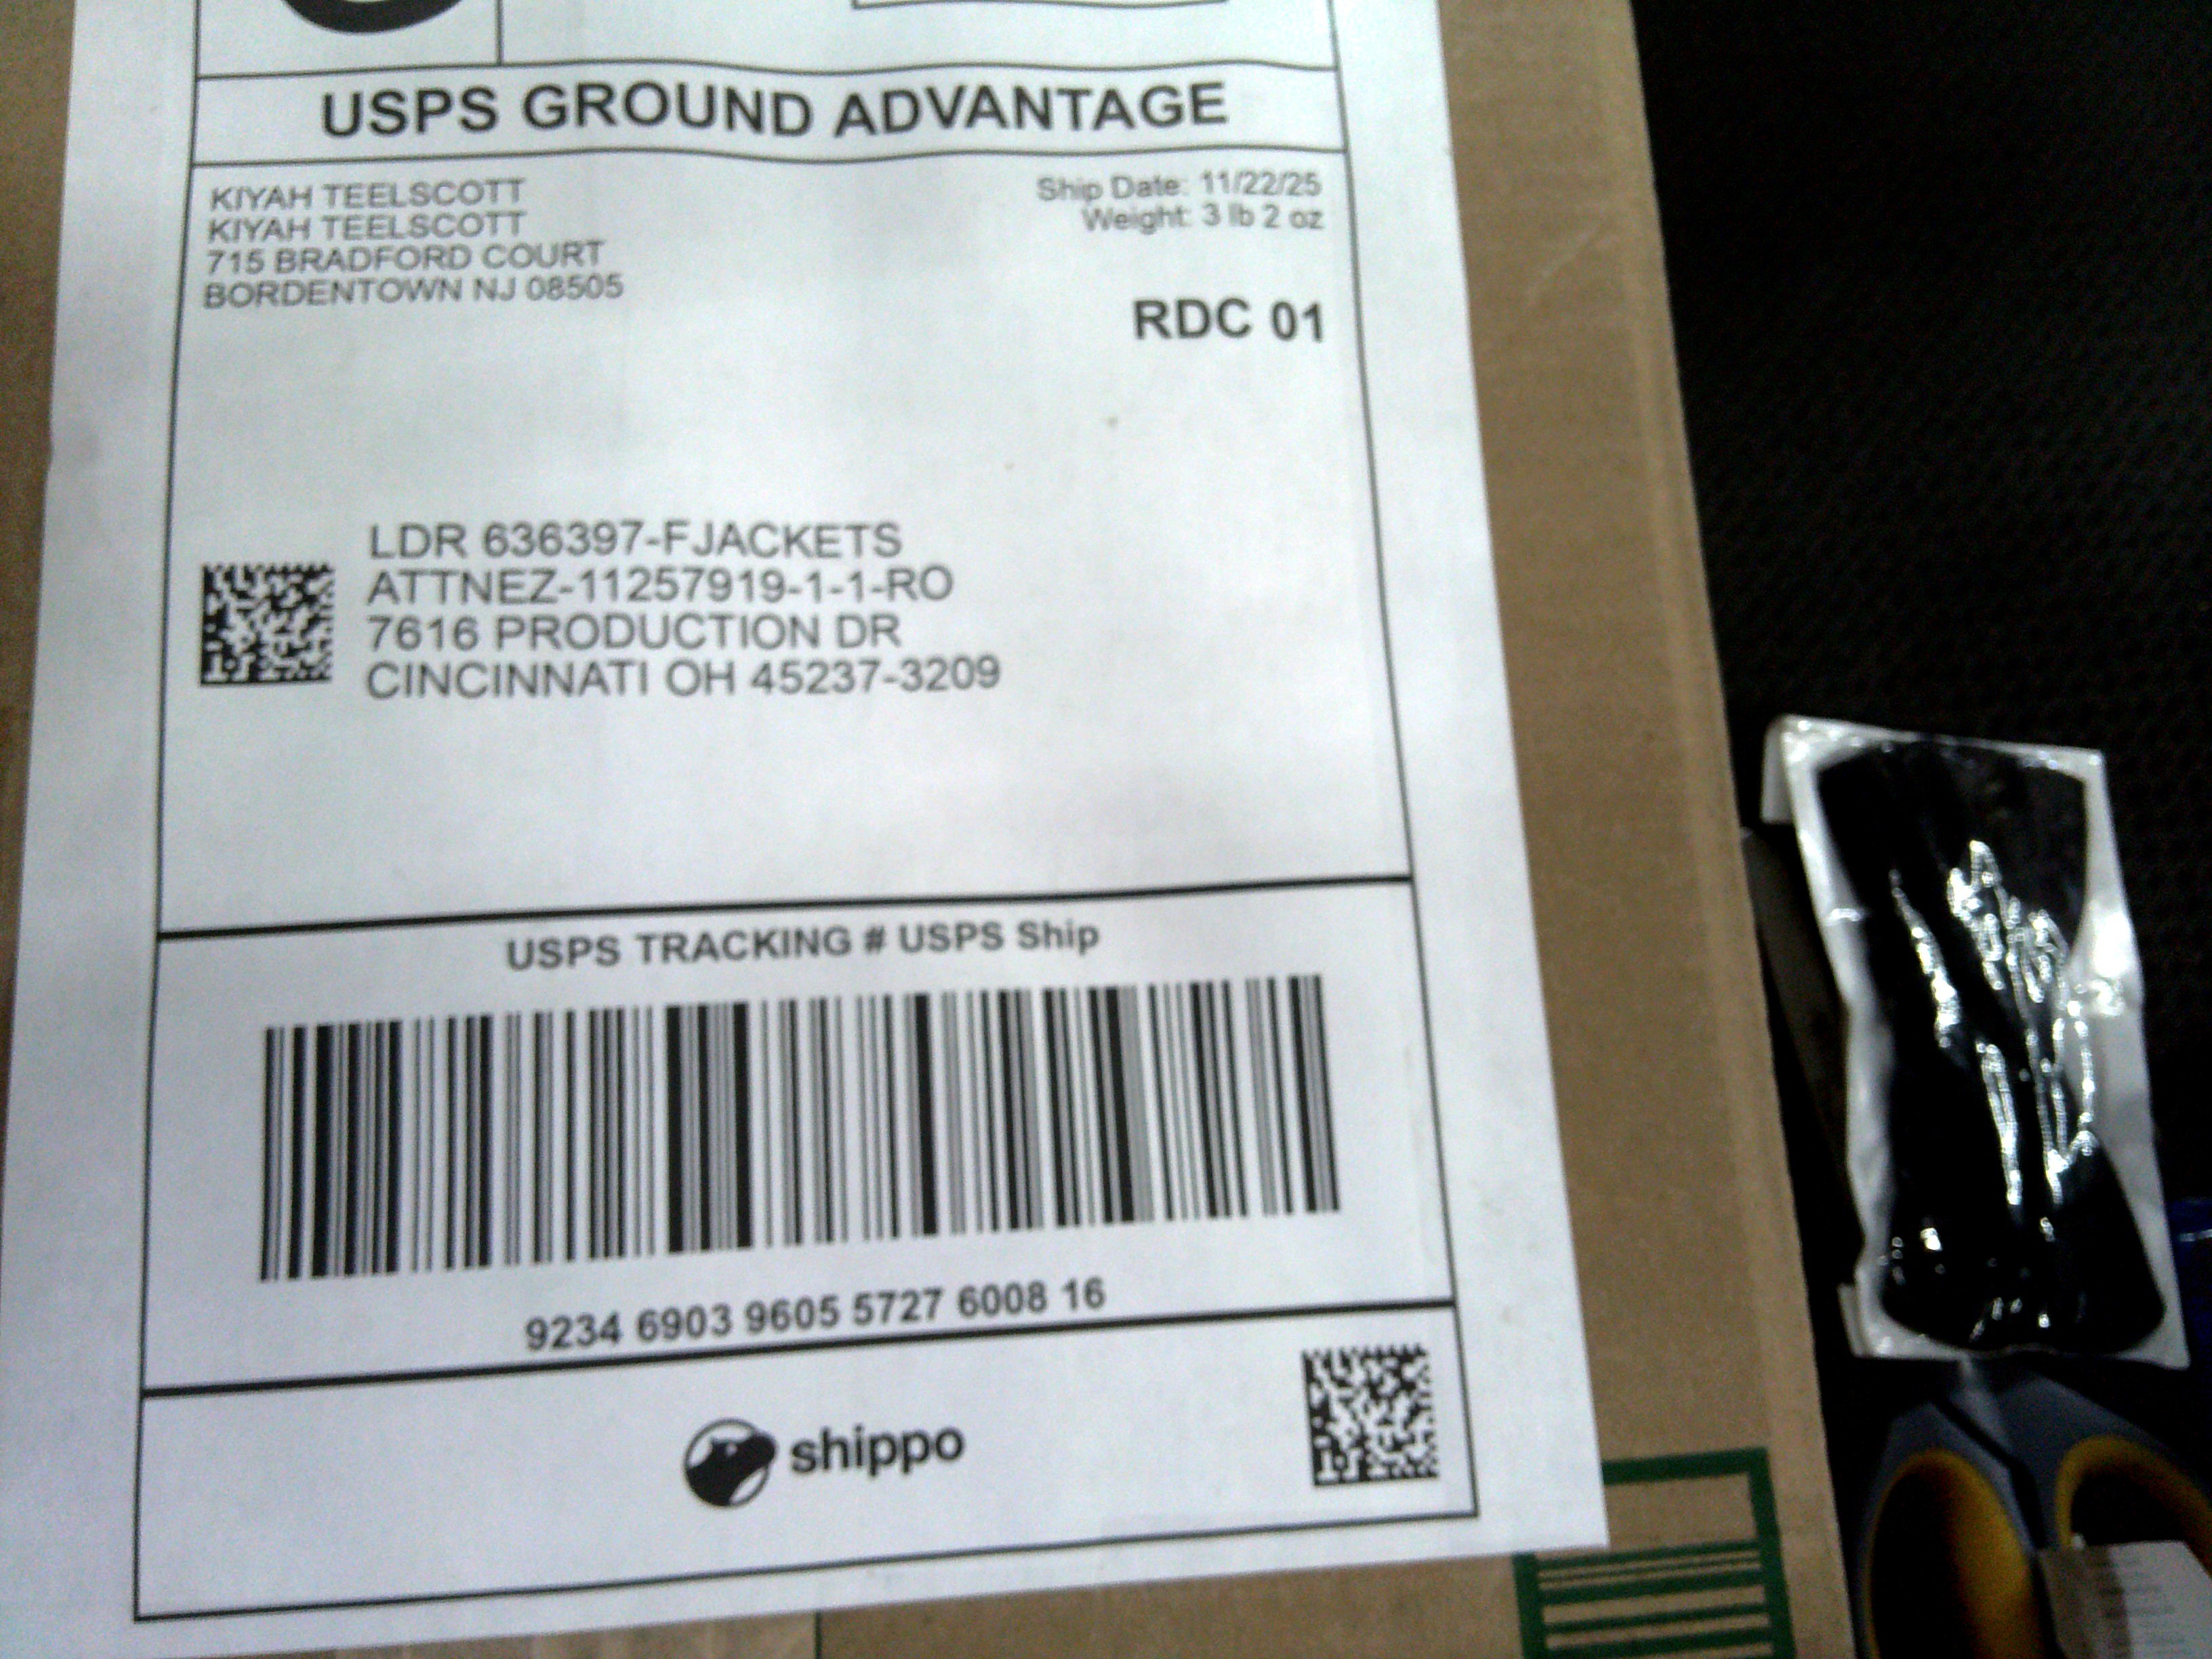 USPS GROUND ADVANTAGE
KIYAH TEELSCOTT
KIYAH TEELSCOTT
715 BRADFORD COURT
BORDENTOWN NJ 08505
Ship Date: 11/22/25
Weight: 3 lb 2 oz
RDC 01
LDR 636397-FJACKETS
ATTNEZ-11257919-1-1-RO
7616 PRODUCTION DR
CINCINNATI OH 45237-3209
USPS TRACKING # USPS Ship
9234 6903 9605 5727 6008 16
shippo